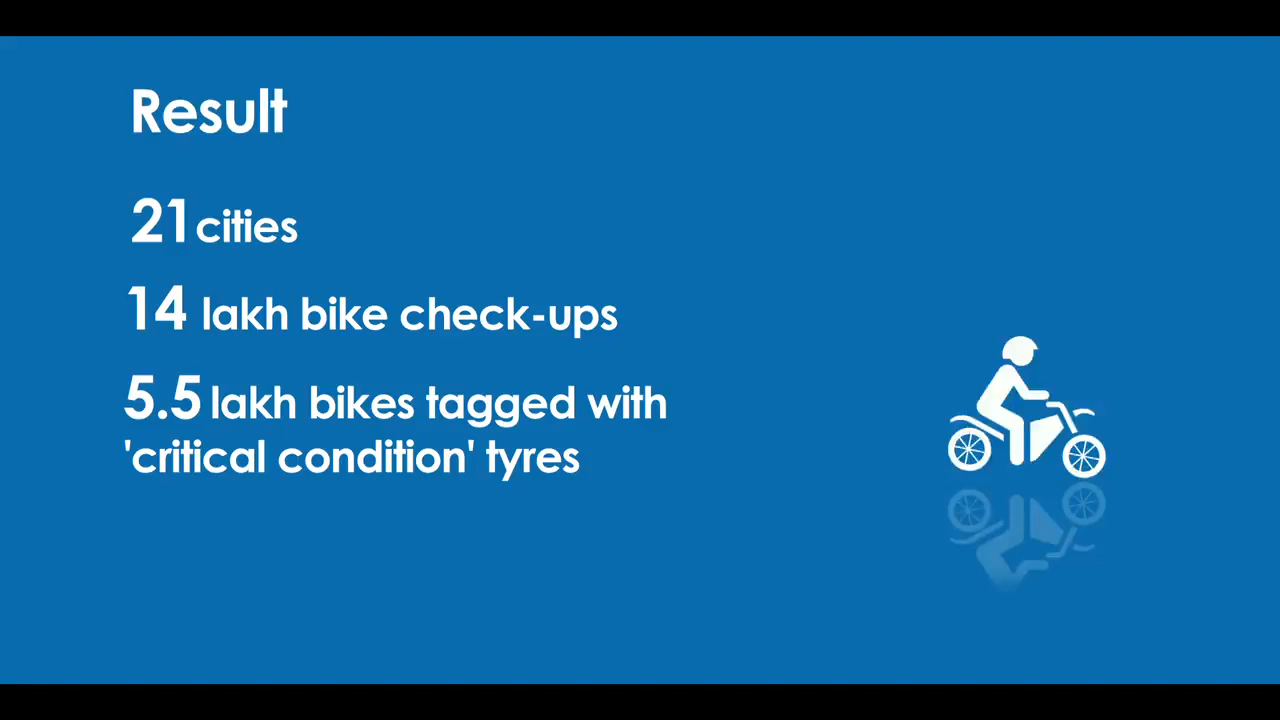 Result
21 cities
14 lakh bike check-ups
5.5 lakh bikes tagged with
'critical condition' tyres